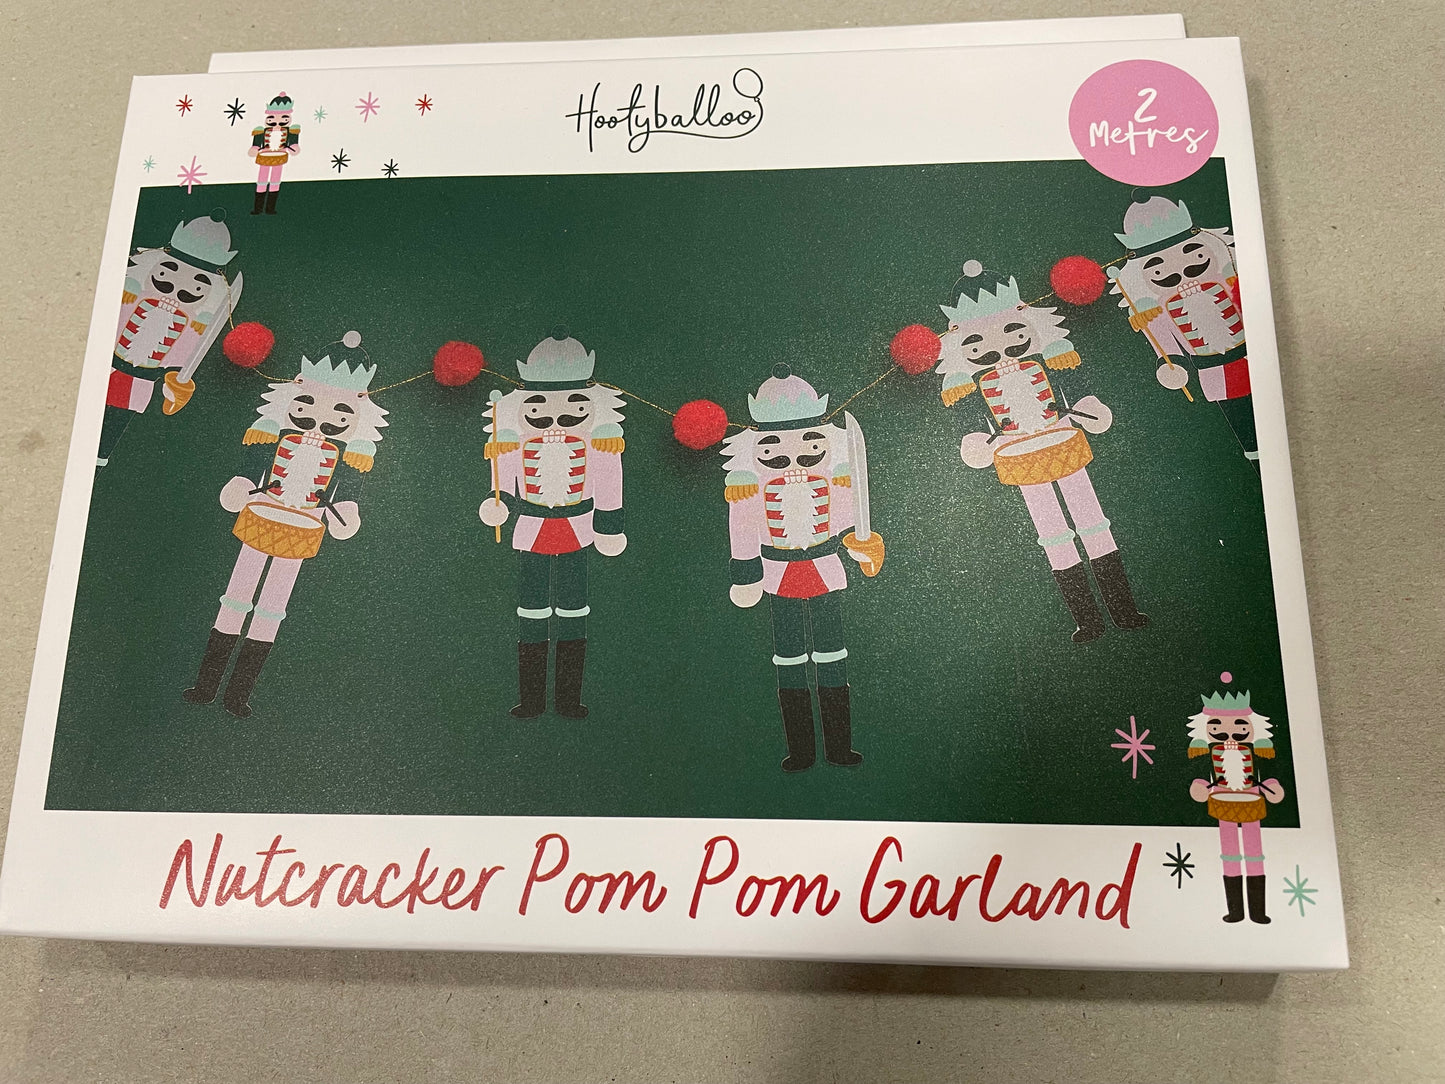 Hootyballoo
2
Metres
Nutcracker Pom Pom Garland